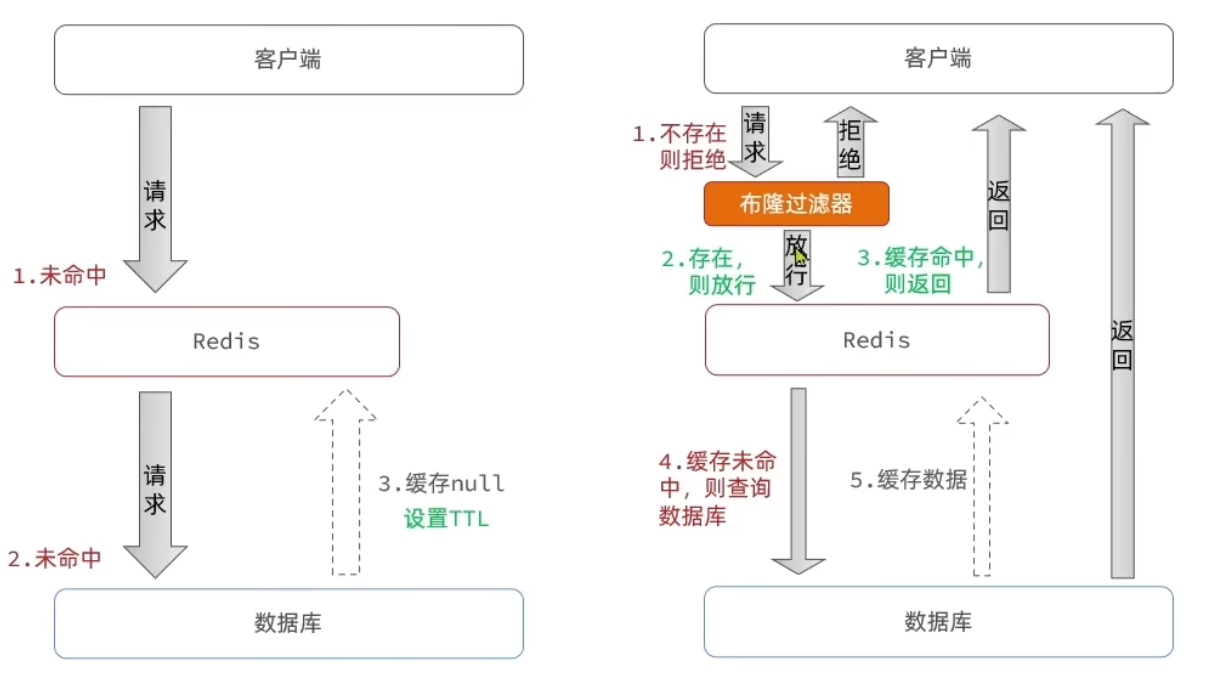 客户端
请求
1.未命中
Redis
请求
3.缓存null
设置TTL
2.未命中
数据库
客户端
1.不存在
则拒绝
请求
拒绝
布隆过滤器
2.存在，
则放行
放行
3.缓存命中，
则返回
返回
返回
Redis
4.缓存未命
中，则查询
数据库
5.缓存数据
数据库